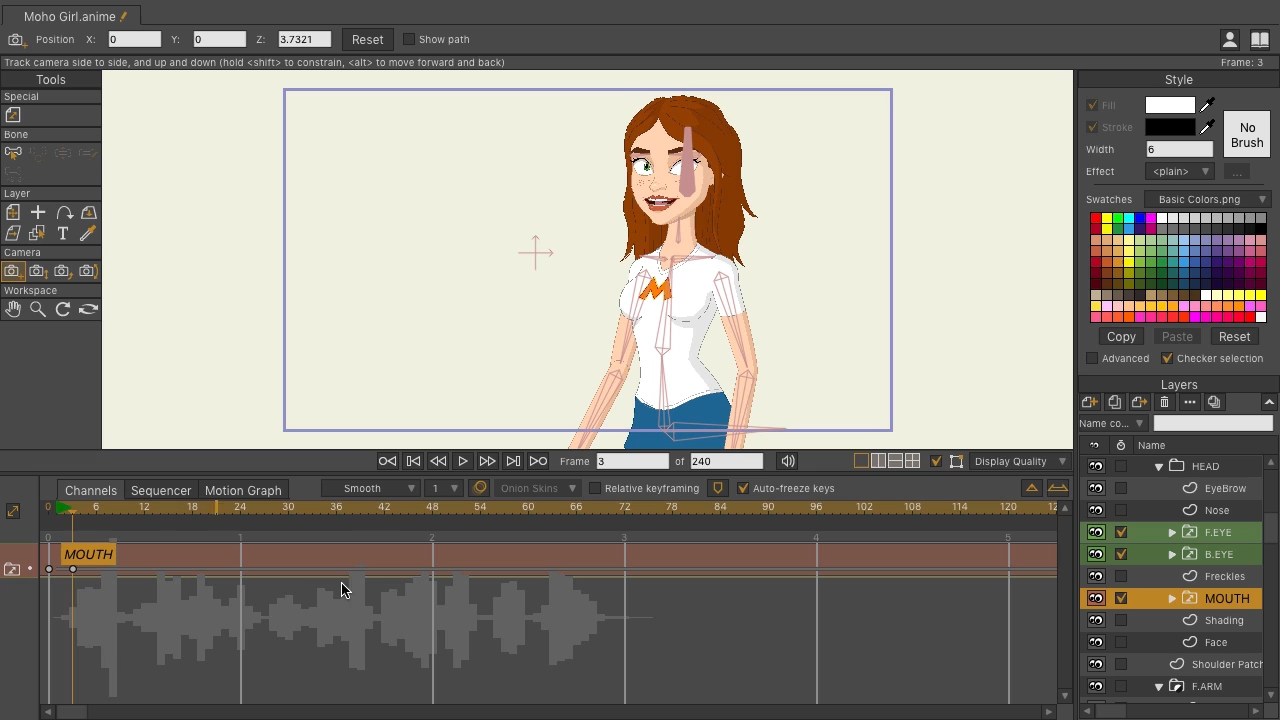 Moho Girl.anime
Position X: 0 Y: 0 Z: 3.7321 Reset Show path
Track camera side to side, and up and down (hold <shift> to constrain, <alt> to move forward and back) Frame: 3
Tools
Special
Bone
Layer
Camera
Workspace
Style
Fill
Stroke
No Brush
Width 6
Effect <plain> ...
Swatches Basic Colors.png
Copy Paste Reset
Advanced Checker selection
Layers
Name co...
Name
HEAD
EyeBrow
Nose
F.EYE
B.EYE
Freckles
MOUTH
Shading
Face
Shoulder Patch
F.ARM
Frame 3 of 240 Display Quality
Channels Sequencer Motion Graph Smooth 1 Onion Skins Relative keyframing Auto-freeze keys
0 6 12 18 24 30 36 42 48 54 60 66 72 78 84 90 96 102 108 114 120 12
0 1 2 3 4 5
MOUTH